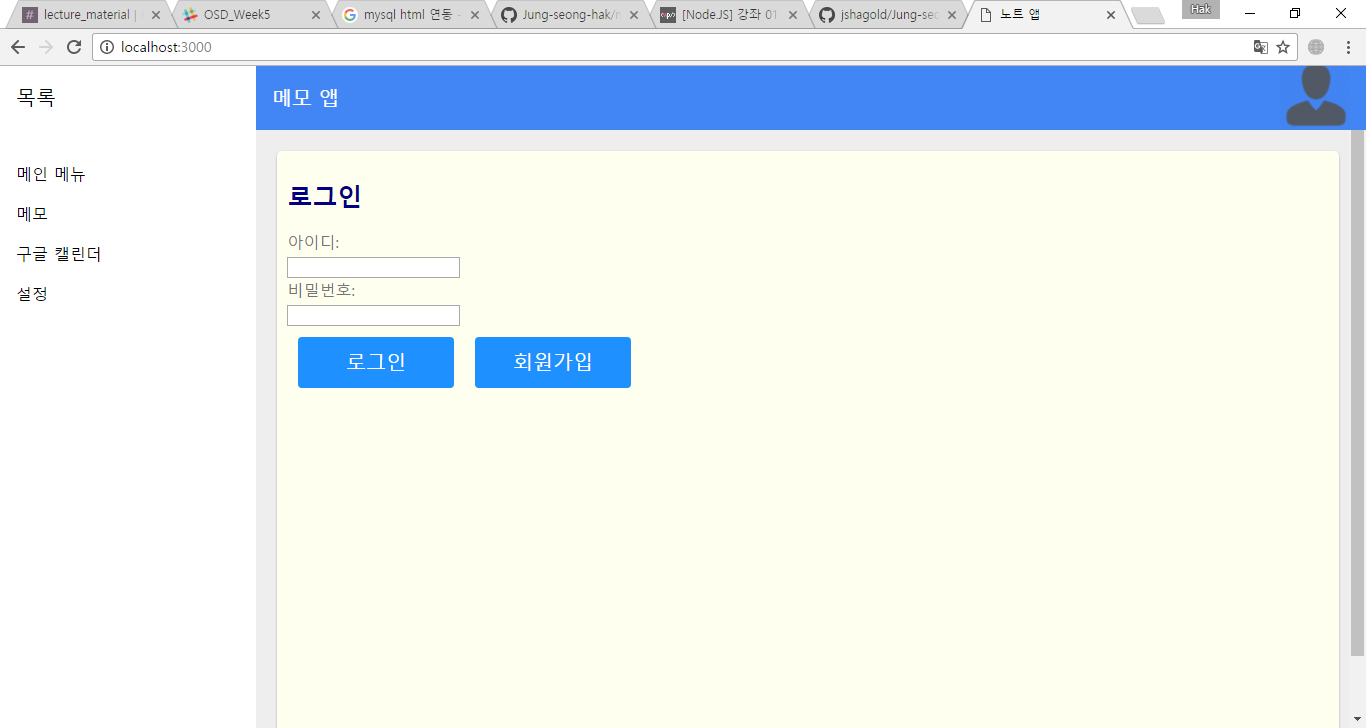 lecture_material |
OSD_Week5
mysql html 연동 -
Jung-seong-hak/
[NodeJS] 강좌 01
jshagold/Jung-seo
노트 앱
Hak
localhost:3000
목록
메모 앱
메인 메뉴
메모
구글 캘린더
설정
로그인
아이디:
비밀번호:
로그인
회원가입